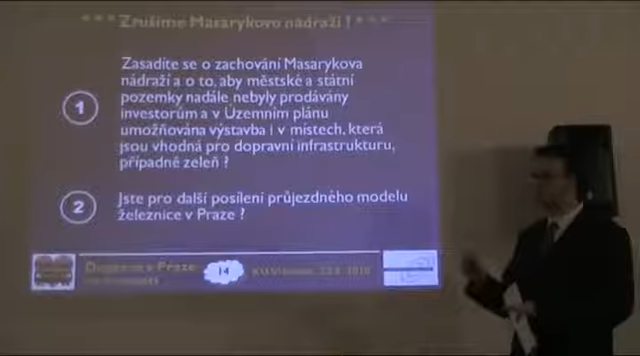 *** Zrušíme Masarykovo nádraží ! ***
Zasadíte se o zachování Masarykova
nádraží a o to, aby městské a státní
pozemky nadále nebyly prodávány
investorům a v Územním plánu
umožňována výstavba i v místech, která
jsou vhodná pro dopravní infrastrukturu,
případně zeleň ?
1
Jste pro další posílení průjezdného modelu
železnice v Praze ?
2
Doprava v Praze
14